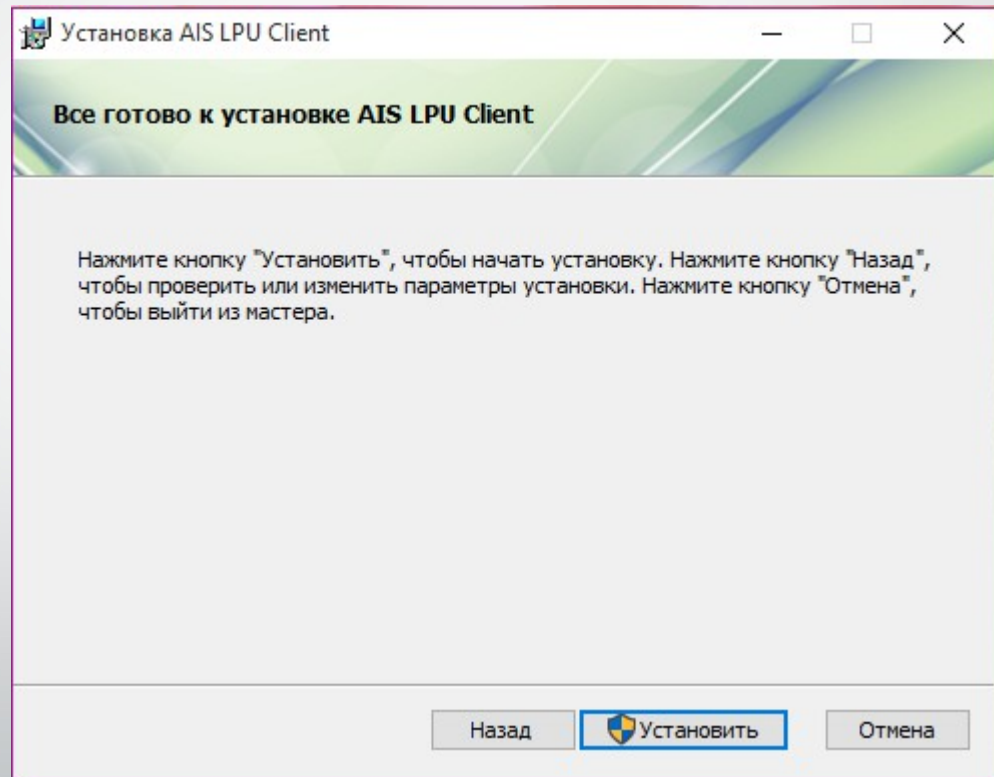 Установка AIS LPU Client
Все готово к установке AIS LPU Client
Нажмите кнопку "Установить", чтобы начать установку. Нажмите кнопку "Назад",
чтобы проверить или изменить параметры установки. Нажмите кнопку "Отмена",
чтобы выйти из мастера.
Назад
Установить
Отмена